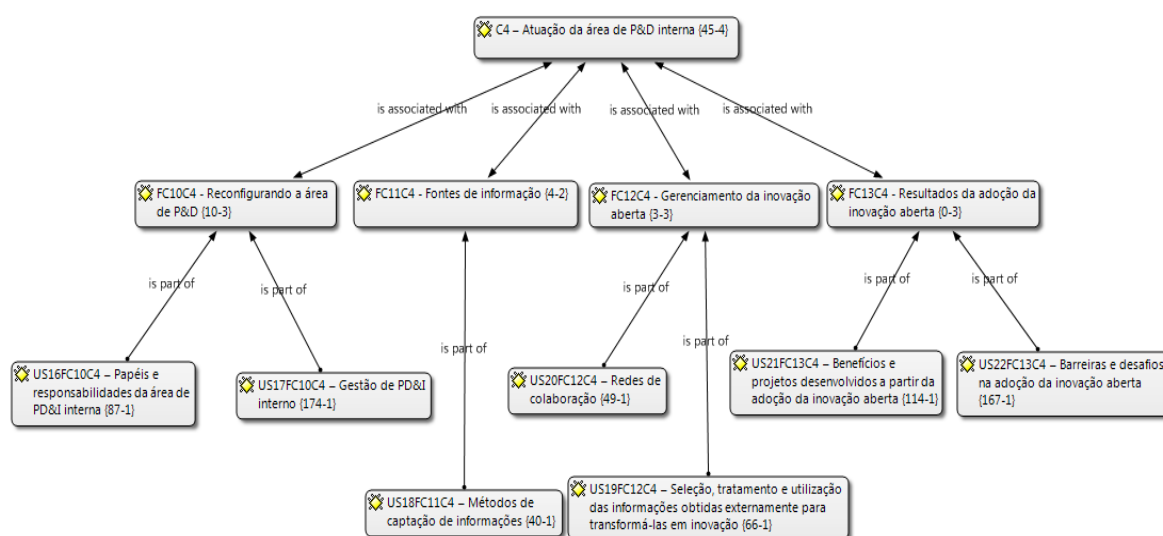 C4 – Atuação da área de P&D interna {45-4}
is associated with
is associated with
is associated with
is associated with
FC10C4 - Reconfigurando a área
de P&D {10-3}
FC11C4 - Fontes de informação {4-2}
FC12C4 - Gerenciamento da inovação
aberta {3-3}
FC13C4 - Resultados da adoção da
inovação aberta {0-3}
is part of
is part of
is part of
is part of
is part of
is part of
is part of
US16FC10C4 – Papéis e
responsabilidades da área de
PD&I interna {87-1}
US17FC10C4 – Gestão de PD&I
interno {174-1}
US20FC12C4 – Redes de
colaboração {49-1}
US21FC13C4 – Benefícios e
projetos desenvolvidos a partir da
adoção da inovação aberta {114-1}
US22FC13C4 – Barreiras e desafios
na adoção da inovação aberta
{167-1}
US18FC11C4 – Métodos de
captação de informações {40-1}
US19FC12C4 – Seleção, tratamento e utilização
das informações obtidas externamente para
transformá-las em inovação {66-1}